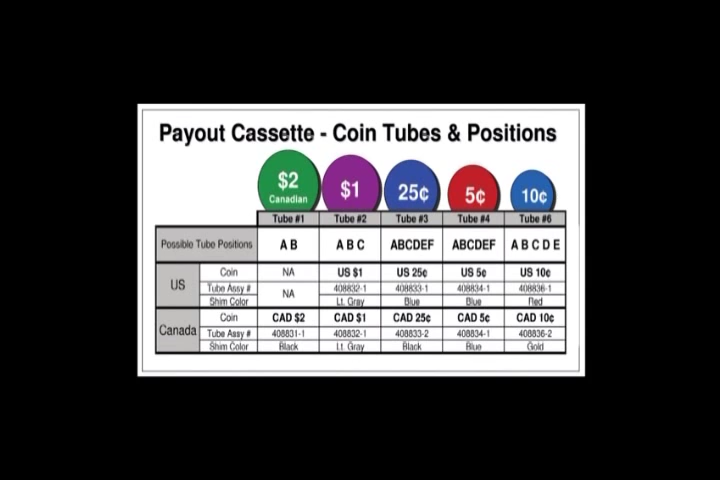 Payout Cassette - Coin Tubes & Positions
$2 Canadian $1 25¢ 5¢ 10¢
Tube #1 Tube #2 Tube #3 Tube #4 Tube #6
Possible Tube Positions A B A B C ABCDEF ABCDEF A B C D E
US Coin NA US $1 US 25¢ US 5¢ US 10¢
Tube Assy # NA 408832-1 408833-1 408834-1 408836-1
Shim Color Lt. Gray Blue Blue Red
Canada Coin CAD $2 CAD $1 CAD 25¢ CAD 5¢ CAD 10¢
Tube Assy # 408831-1 408832-1 408833-2 408834-1 408836-2
Shim Color Black Lt. Gray Black Blue Gold